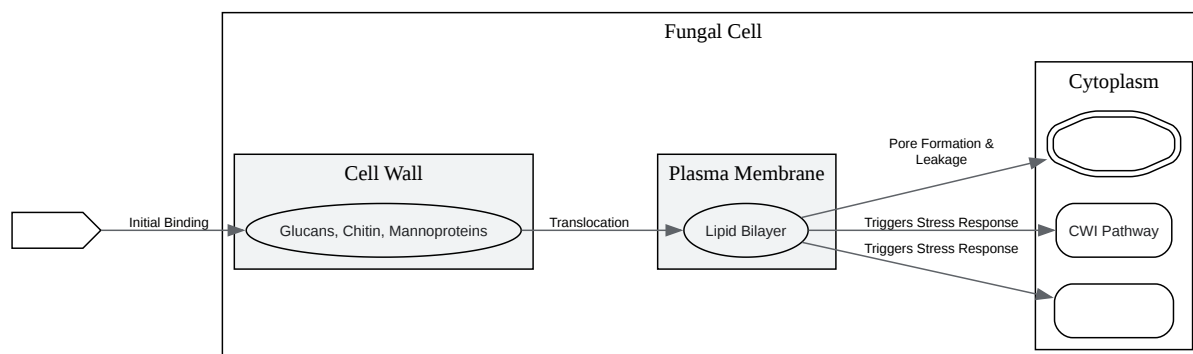 Fungal Cell
Cytoplasm
Pore Formation &
Leakage
Cell Wall
Plasma Membrane
Initial Binding
Glucans, Chitin, Mannoproteins
Translocation
Lipid Bilayer
Triggers Stress Response
CWI Pathway
Triggers Stress Response